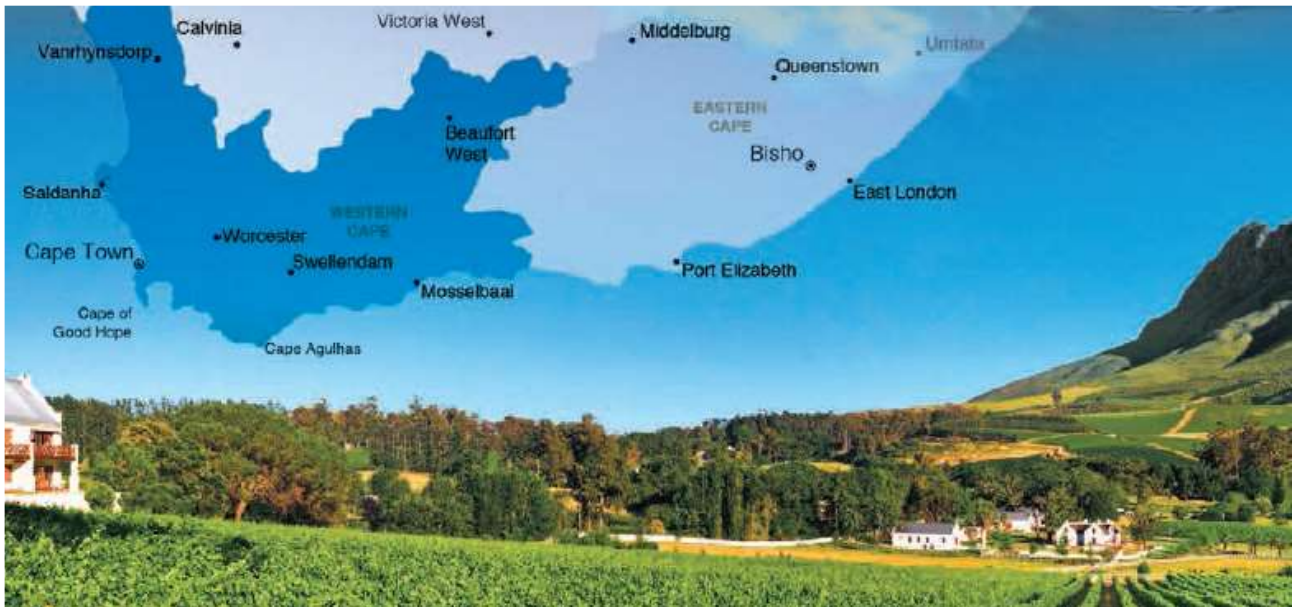 Victoria West
Calvinia
Middelburg
Umtata
Vanrhynsdorp
Queenstown
EASTERN
CAPE
Beaufort
West
Bisho
Saldanha
East London
WESTERN
CAPE
Worcester
Cape Town
Swellendam
Port Elizabeth
Mosselbaai
Cape of
Good Hope
Cape Agulhas